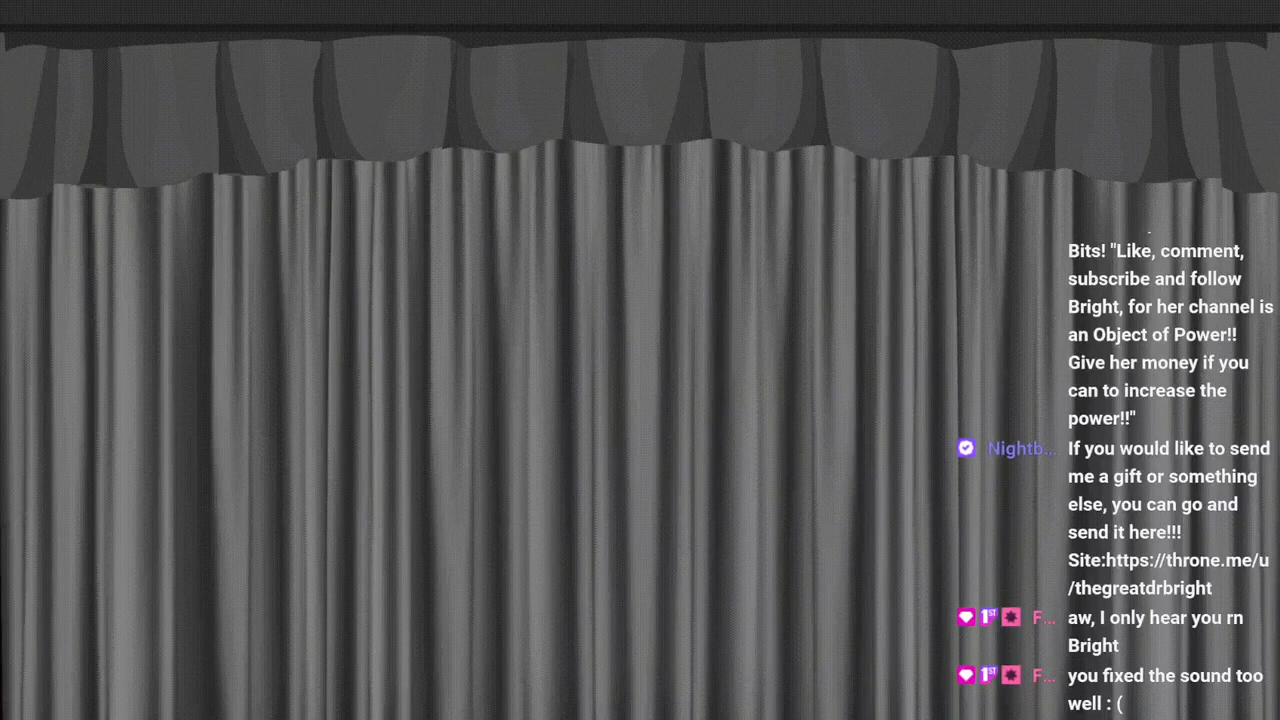 Bits! "Like, comment,
subscribe and follow
Bright, for her channel is
an Object of Power!!
Give her money if you
can to increase the
power!!"
Nightb... If you would like to send
me a gift or something
else, you can go and
send it here!!!
Site:https://throne.me/u
/thegreatdrbright
1ST F... aw, I only hear you rn
Bright
1ST F... you fixed the sound too
well : (